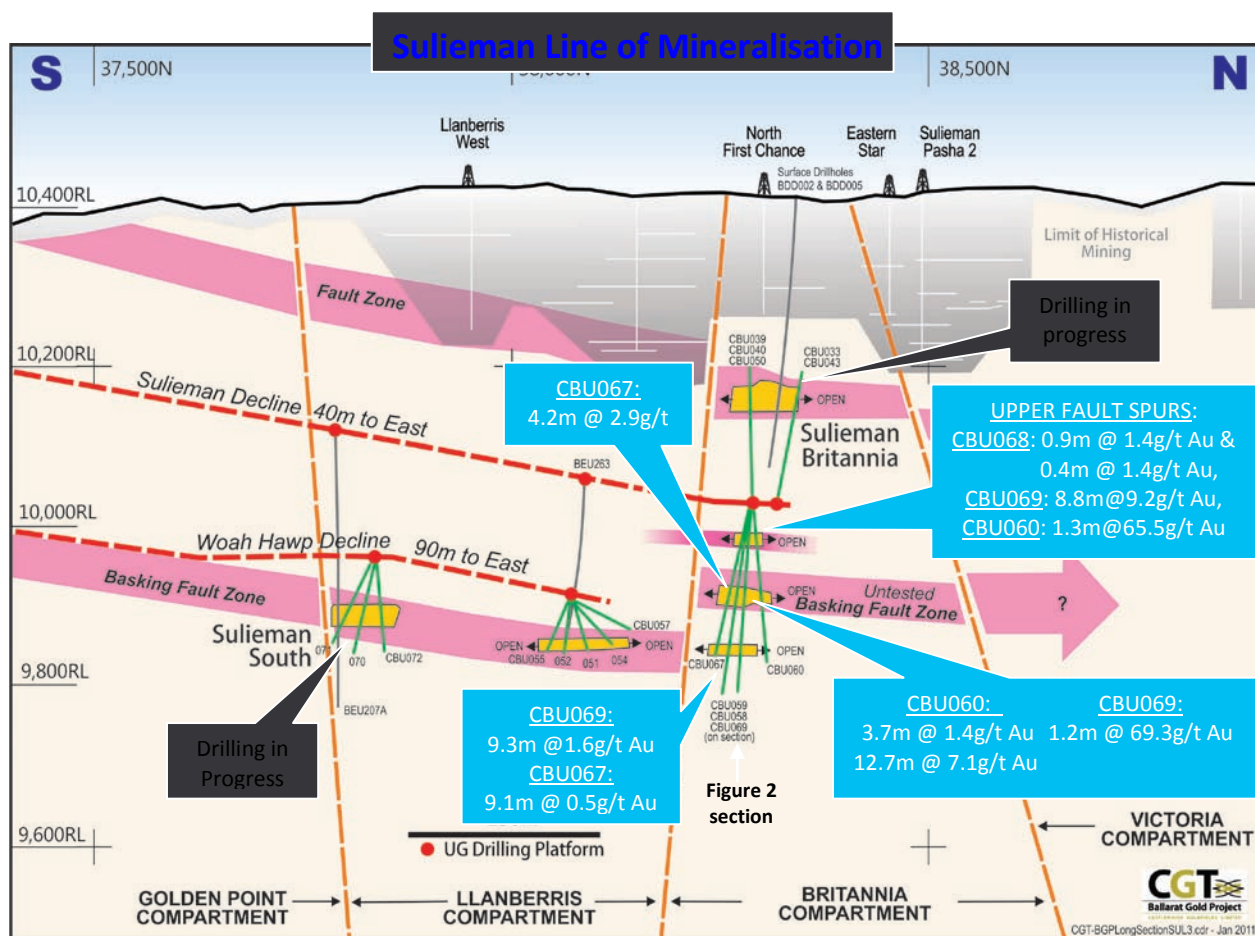 Sulieman Line of Mineralisation
S
37,500N
38,500N
N
Llanberris
West
North
First Chance
Eastern
Star
Sulieman
Pasha 2
Surface Drillholes
BDD002 & BDD005
10,400RL
Limit of Historical
Mining
Fault Zone
Drilling in
progress
CBU039
CBU040
CBU050
CBU033
CBU043
10,200RL
OPEN
Sulieman
Britannia
CBU067:
4.2m @ 2.9g/t
UPPER FAULT SPURS:
CBU068: 0.9m @ 1.4g/t Au &
0.4m @ 1.4g/t Au,
CBU069: 8.8m@9.2g/t Au,
CBU060: 1.3m@65.5g/t Au
Sulieman Decline 40m to East
BEU263
10,000RL
Woah Hawp Decline 90m to East
OPEN
Basking Fault Zone
OPEN
Untested
Basking Fault Zone
?
Sulieman
South
071
070
CBU072
BEU207A
CBU057
OPEN
OPEN
CBU055
052
051
054
OPEN
CBU067
CBU060
9,800RL
CBU059
CBU058
CBU069
(on section)
Drilling in
Progress
CBU069:
9.3m @1.6g/t Au
CBU067:
9.1m @ 0.5g/t Au
Figure 2
section
CBU060: CBU069:
3.7m @ 1.4g/t Au 1.2m @ 69.3g/t Au
12.7m @ 7.1g/t Au
9,600RL
UG Drilling Platform
VICTORIA
COMPARTMENT
GOLDEN POINT
COMPARTMENT
LLANBERRIS
COMPARTMENT
BRITANNIA
COMPARTMENT
CGT
Ballarat Gold Project
CGT-BGPLongSectionSUL3.cdr - Jan 2011